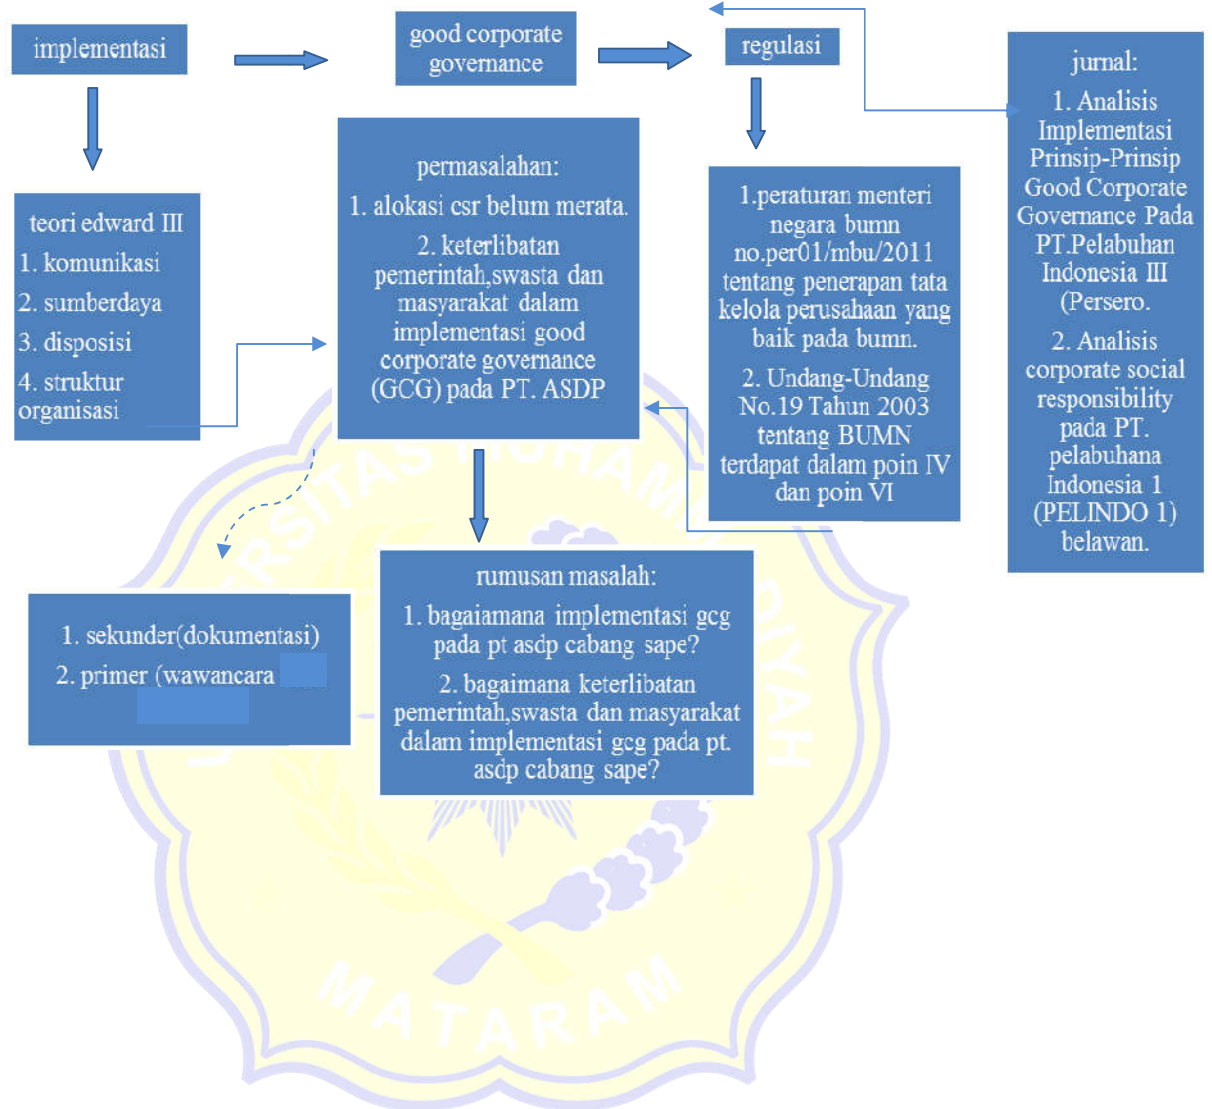 implementasi
good corporate
governance
regulasi
jurnal:
1. Analisis
Implementasi
Prinsip-Prinsip
Good Corporate
Governance Pada
PT.Pelabuhan
Indonesia III
(Persero.
2. Analisis
corporate social
responsibility
pada PT.
pelabuhana
Indonesia 1
(PELINDO 1)
belawan.
teori edward III
1. komunikasi
2. sumberdaya
3. disposisi
4. struktur
organisasi
permasalahan:
1. alokasi csr belum merata.
2. keterlibatan
pemerintah,swasta dan
masyarakat dalam
implementasi good
corporate governance
(GCG) pada PT. ASDP
1.peraturan menteri
negara bumn
no.per01/mbu/2011
tentang penerapan tata
kelola perusahaan yang
baik pada bumn.
2. Undang-Undang
No.19 Tahun 2003
tentang BUMN
terdapat dalam poin IV
dan poin VI
1. sekunder(dokumentasi)
2. primer (wawancara
rumusan masalah:
1. bagaiamana implementasi gcg
pada pt asdp cabang sape?
2. bagaimana keterlibatan
pemerintah,swasta dan masyarakat
dalam implementasi gcg pada pt.
asdp cabang sape?
MATARAM